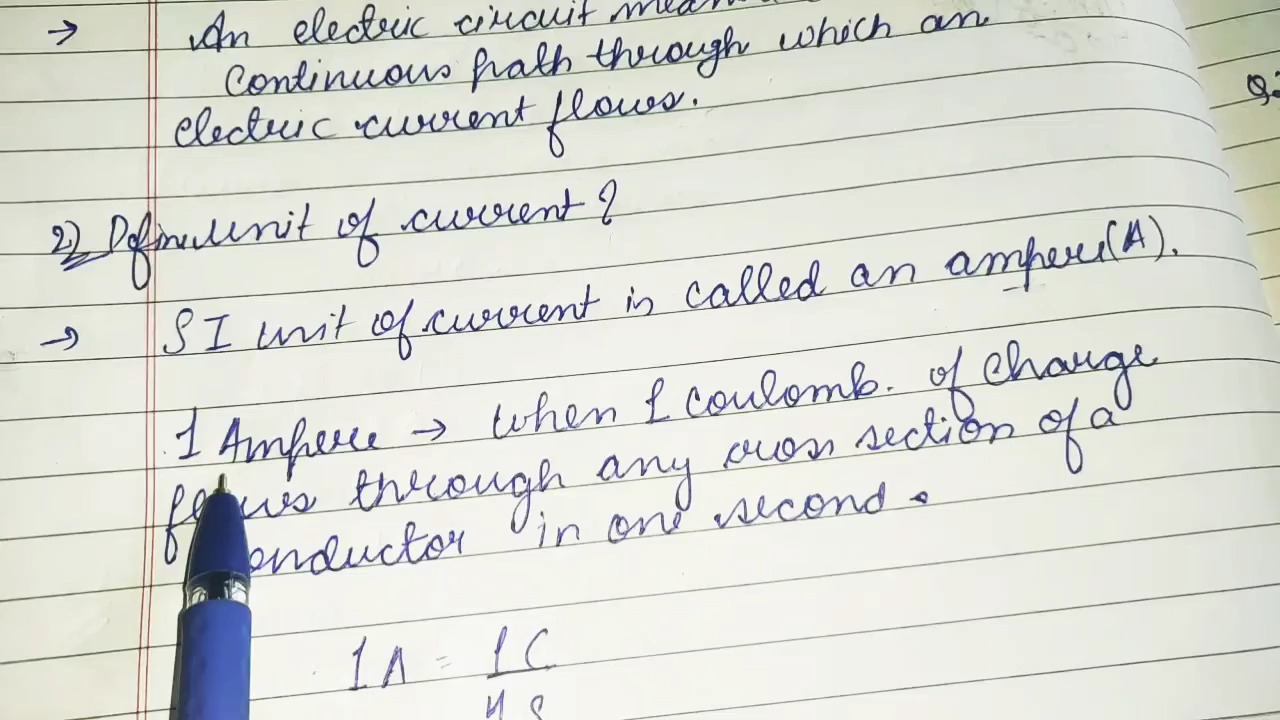 → An electric circuit mean
continuous path through which an
electric current flows.
2) Define unit of current ?
→ SI unit of current is called an ampere(A).
1 Ampere → when 1 coulomb. of charge
flows through any cross section of a
onductor in one second.
1A = 1C